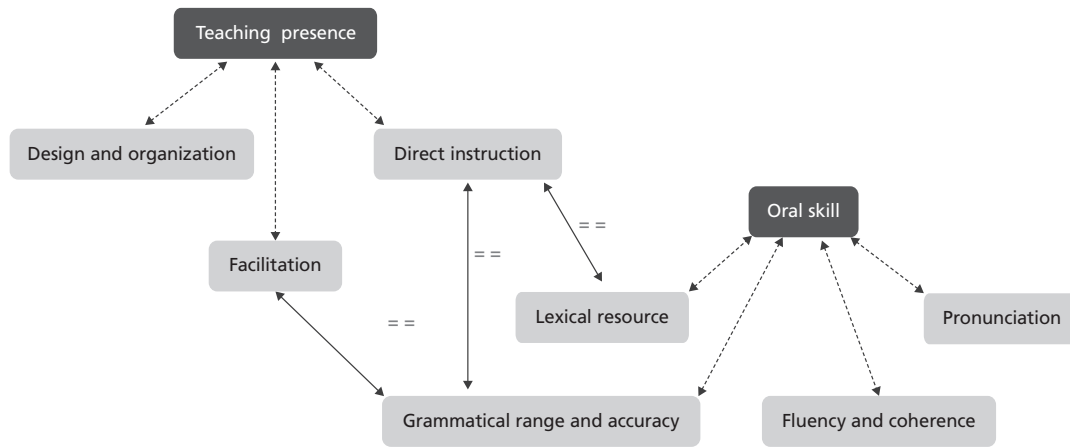 Teaching presence
Design and organization
Direct instruction
Oral skill
= =
= =
Facilitation
Lexical resource
Pronunciation
= =
Grammatical range and accuracy
Fluency and coherence